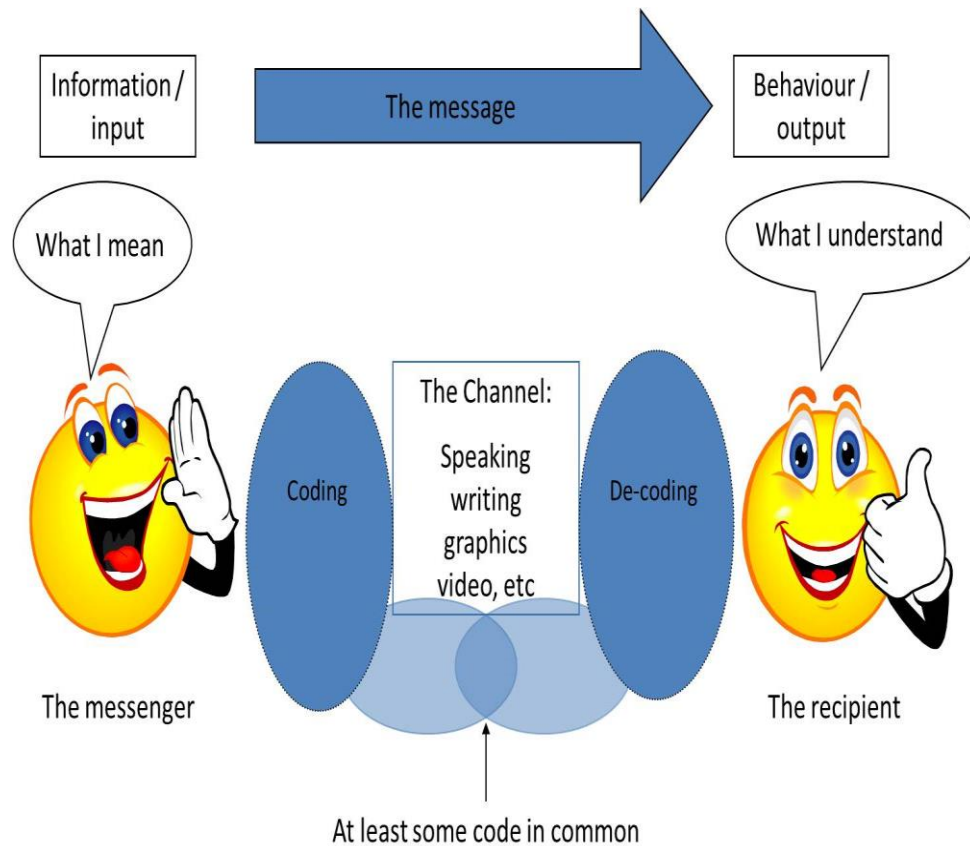 Information /
input
The message
Behaviour /
output
What I mean
What I understand
The Channel:
Speaking
writing
graphics
video, etc
Coding
De-coding
The messenger
The recipient
At least some code in common